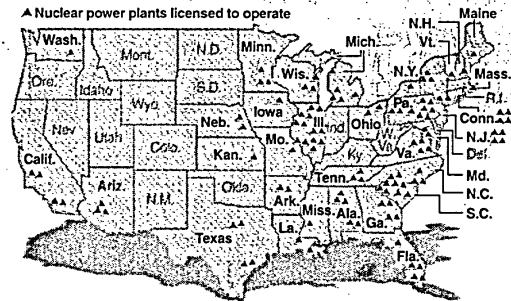 Nuclear power plants licensed to operate
Maine
N.H.
Vt.
Wash.
Mont.
N.D.
Minn.
Mich.
Ore.
Idaho
S.D.
Wis.
N.Y.
Mass.
R.I.
Wyo.
Iowa
Pa.
Conn.
Neb.
Ill.
Ind.
Ohio
N.J.
Nev.
Utah
Colo.
Kan.
Mo.
W.
Va.
Va.
Del.
Calif.
Ky.
Md.
Ariz.
N.M.
Okla.
Ark.
Tenn.
N.C.
S.C.
Texas
La.
Miss.
Ala.
Ga.
Fla.